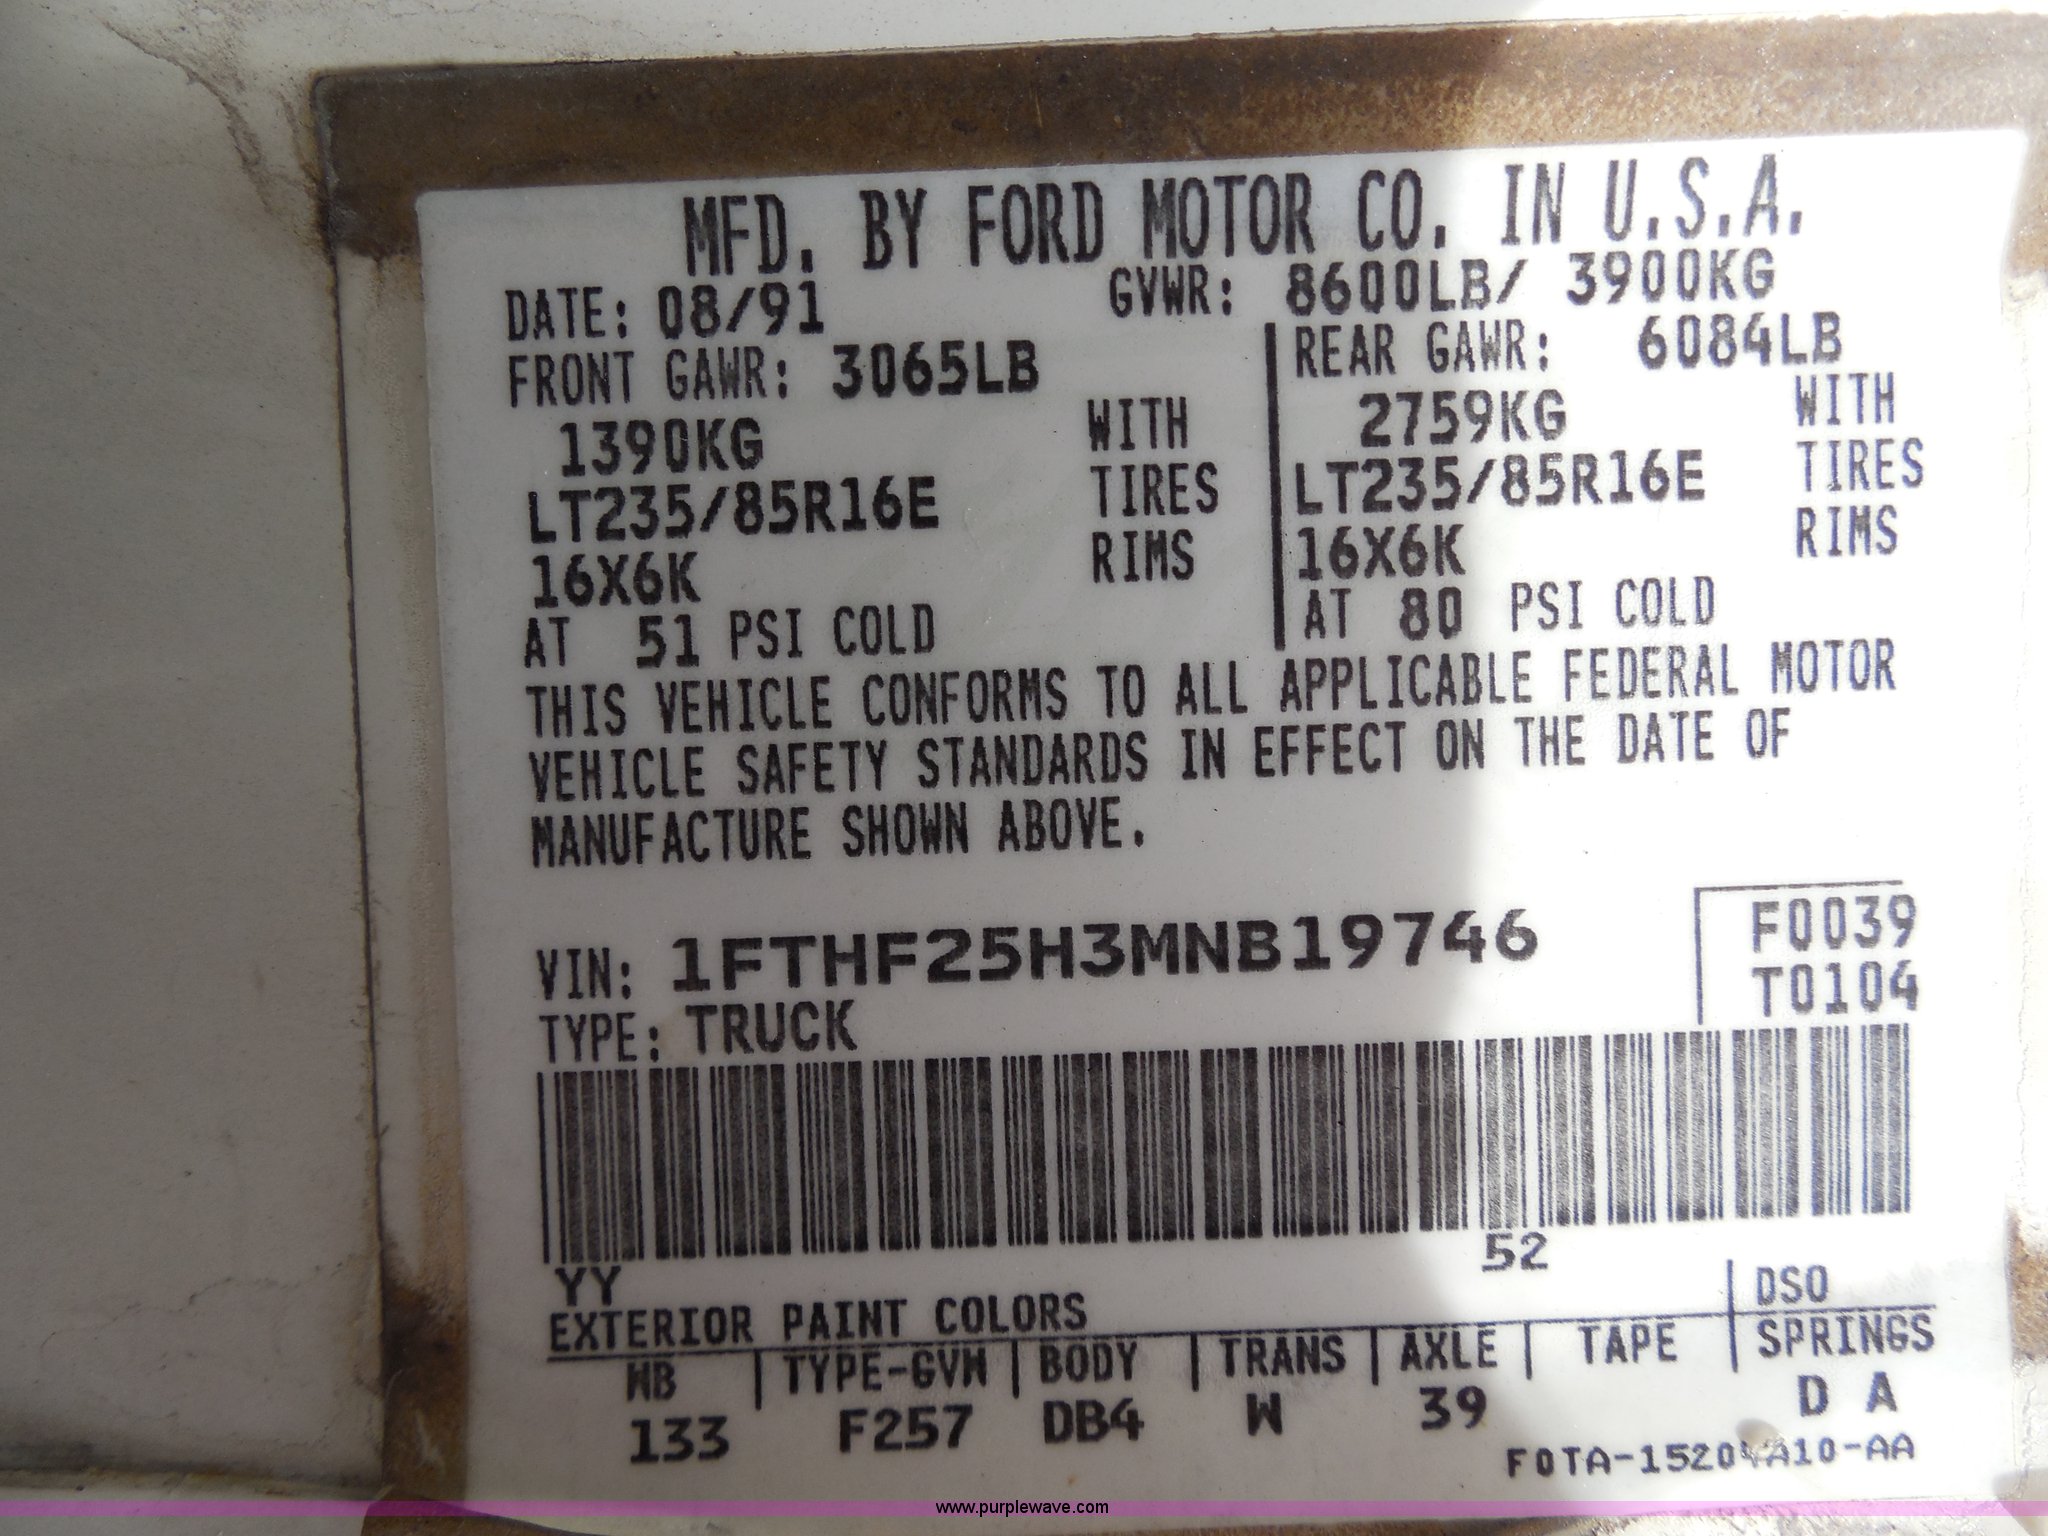 MFD. BY FORD MOTOR CO. IN U.S.A.
DATE: 08/91 GVWR: 8600LB/ 3900KG
FRONT GAWR: 3065LB REAR GAWR: 6084LB
1390KG WITH 2759KG WITH
LT235/85R16E TIRES LT235/85R16E TIRES
16X6K RIMS 16X6K RIMS
AT 51 PSI COLD AT 80 PSI COLD
THIS VEHICLE CONFORMS TO ALL APPLICABLE FEDERAL MOTOR
VEHICLE SAFETY STANDARDS IN EFFECT ON THE DATE OF
MANUFACTURE SHOWN ABOVE.
F0039
VIN: 1FTHF25H3MNB19746 T0104
TYPE: TRUCK
YY 52 DSO
EXTERIOR PAINT COLORS
WB TYPE-GVW BODY TRANS AXLE TAPE SPRINGS
133 F257 DB4 W 39 D A
www.purplewave.com